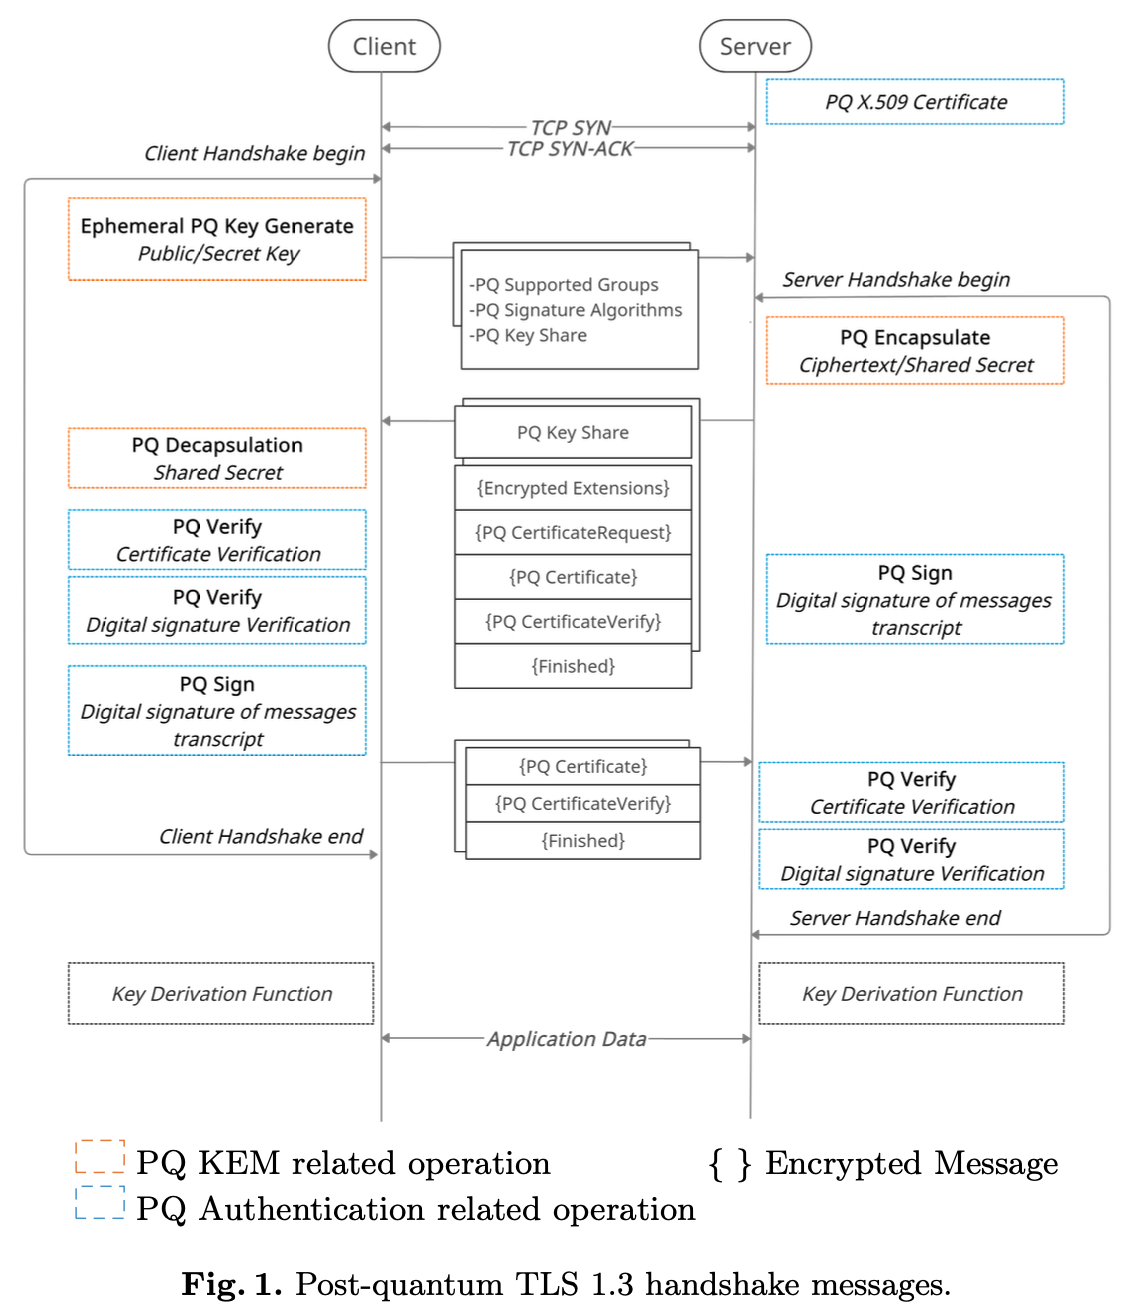 Client
Server
PQ X.509 Certificate
TCP SYN
TCP SYN-ACK
Client Handshake begin
Ephemeral PQ Key Generate
Public/Secret Key
-PQ Supported Groups
-PQ Signature Algorithms
-PQ Key Share
Server Handshake begin
PQ Encapsulate
Ciphertext/Shared Secret
PQ Key Share
{Encrypted Extensions}
{PQ CertificateRequest}
{PQ Certificate}
{PQ CertificateVerify}
{Finished}
PQ Decapsulation
Shared Secret
PQ Verify
Certificate Verification
PQ Verify
Digital signature Verification
PQ Sign
Digital signature of messages
transcript
PQ Sign
Digital signature of messages
transcript
{PQ Certificate}
{PQ CertificateVerify}
{Finished}
PQ Verify
Certificate Verification
PQ Verify
Digital signature Verification
Client Handshake end
Server Handshake end
Key Derivation Function
Key Derivation Function
Application Data
PQ KEM related operation
{ } Encrypted Message
PQ Authentication related operation
Fig. 1. Post-quantum TLS 1.3 handshake messages.